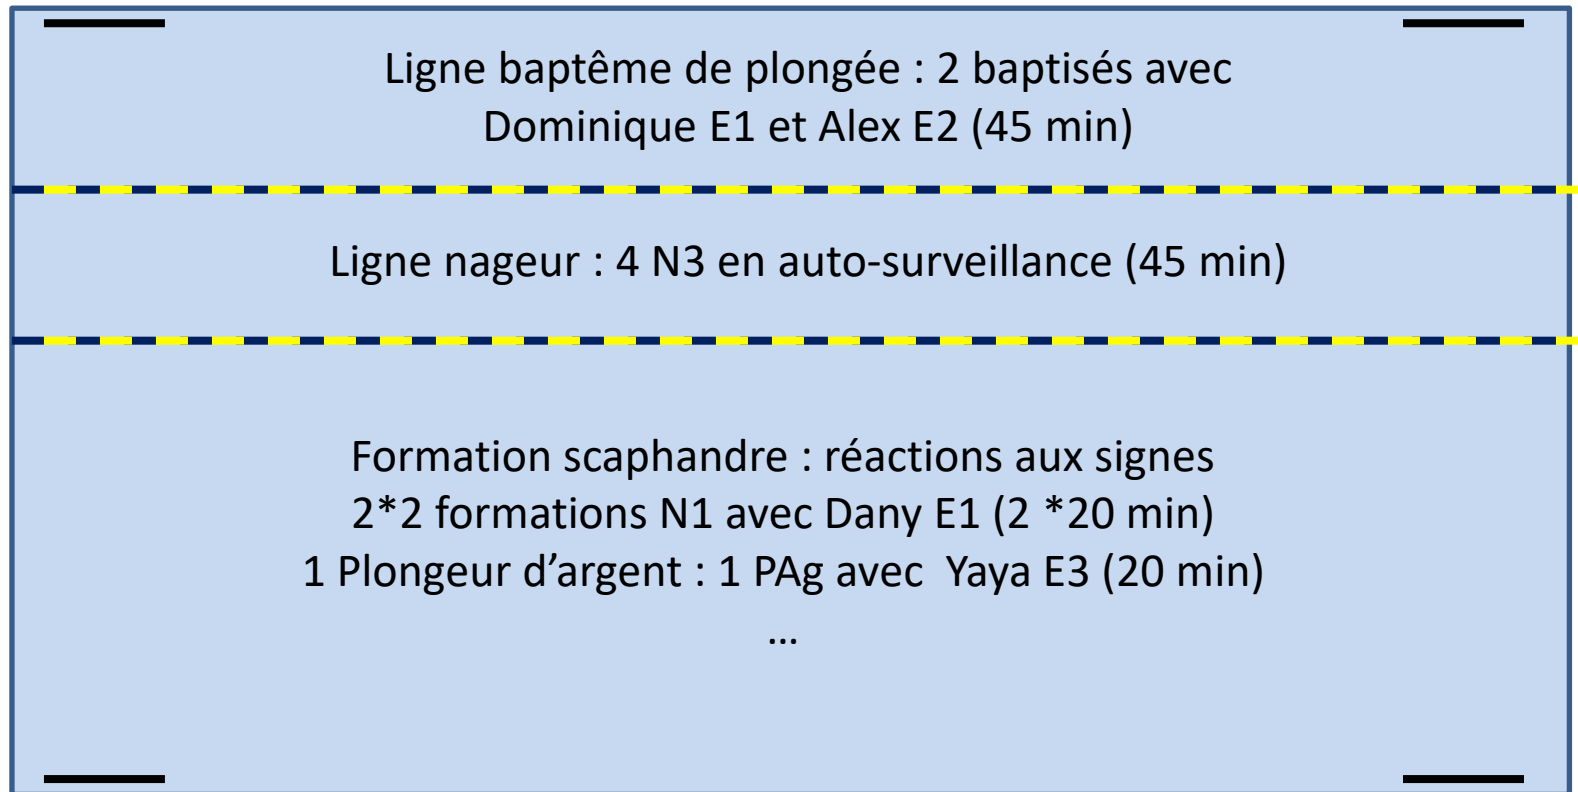 Ligne baptême de plongée : 2 baptisés avec
Dominique E1 et Alex E2 (45 min)
Ligne nageur : 4 N3 en auto-surveillance (45 min)
Formation scaphandre : réactions aux signes
2*2 formations N1 avec Dany E1 (2 *20 min)
1 Plongeur d’argent : 1 PAg avec  Yaya E3 (20 min)
…